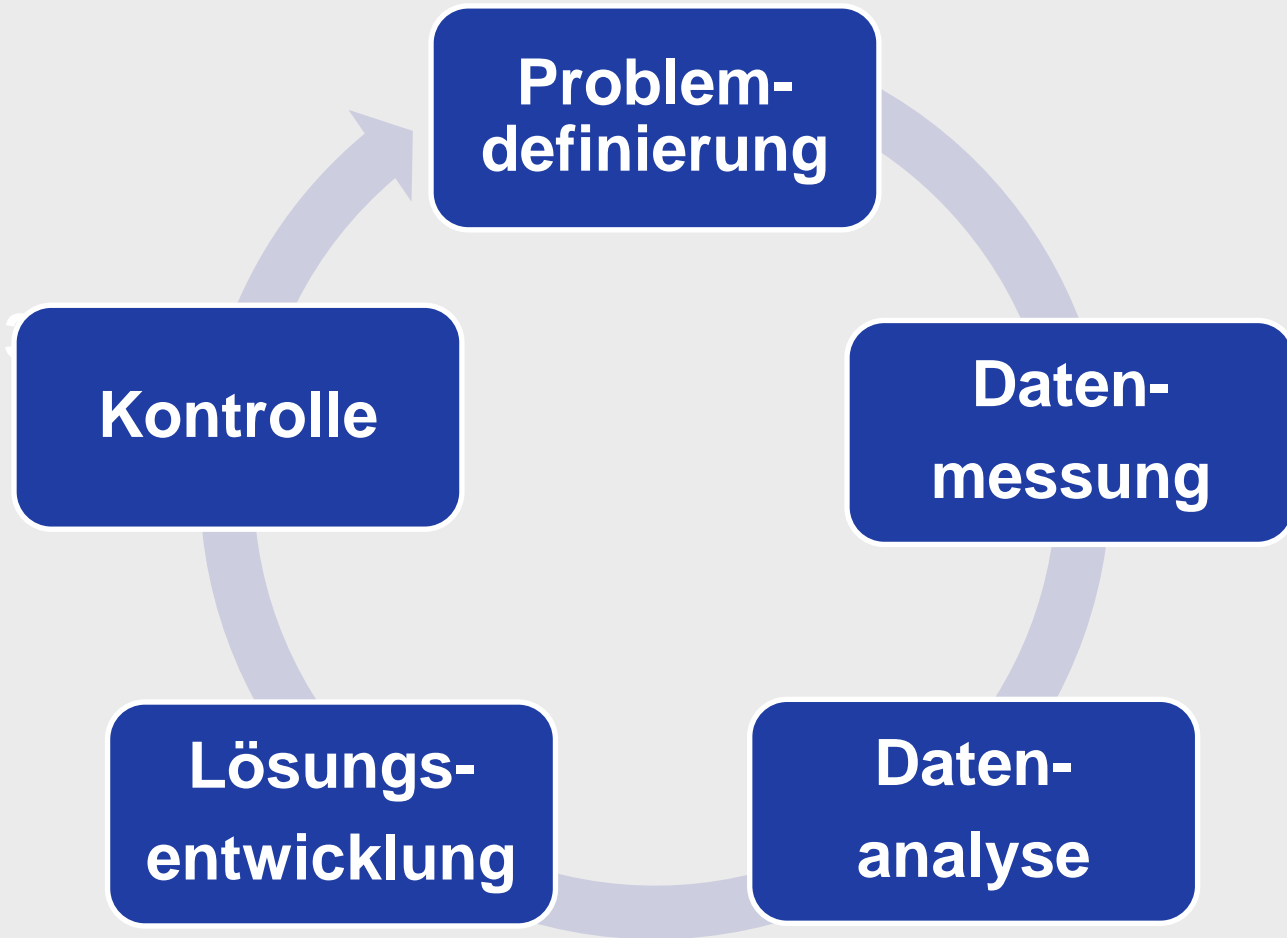 Problem-
definierung
Daten-
messung
Daten-
analyse
Lösungs-
entwicklung
Kontrolle